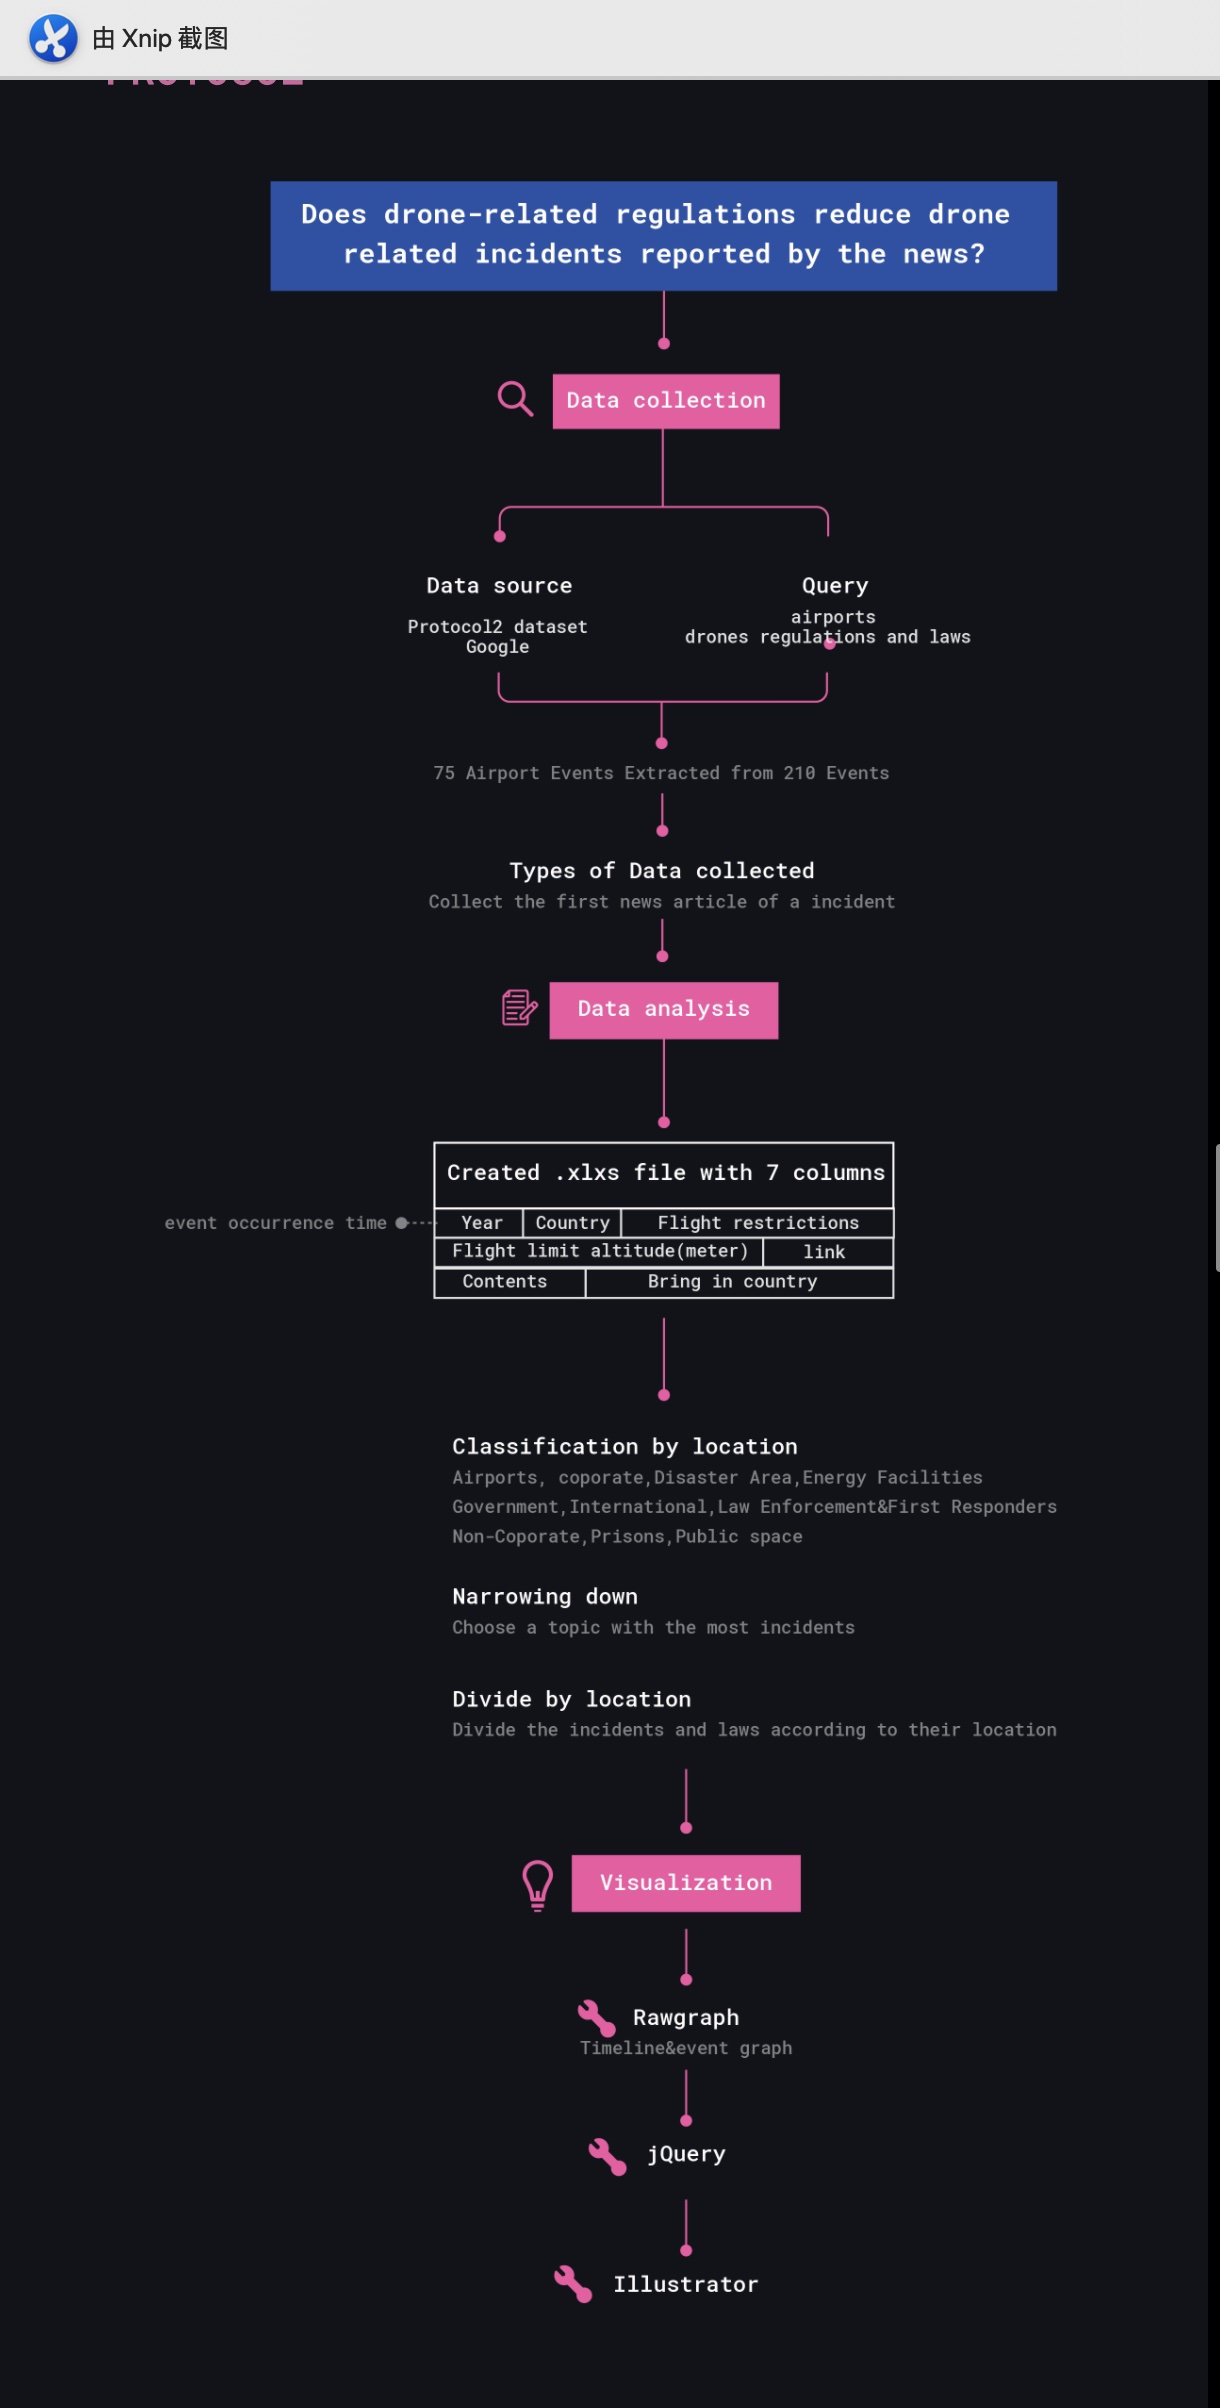 由 Xnip 截图
PROTOCOL
Does drone-related regulations reduce drone
related incidents reported by the news?
Data collection
Data source
Protocol2 dataset
Google
Query
airports
drones regulations and laws
75 Airport Events Extracted from 210 Events
Types of Data collected
Collect the first news article of a incident
Data analysis
Created .xlxs file with 7 columns
event occurrence time
Year
Country
Flight restrictions
Flight limit altitude(meter)
link
Contents
Bring in country
Classification by location
Airports, coporate,Disaster Area,Energy Facilities
Government,International,Law Enforcement&First Responders
Non-Coporate,Prisons,Public space
Narrowing down
Choose a topic with the most incidents
Divide by location
Divide the incidents and laws according to their location
Visualization
Rawgraph
Timeline&event graph
jQuery
Illustrator